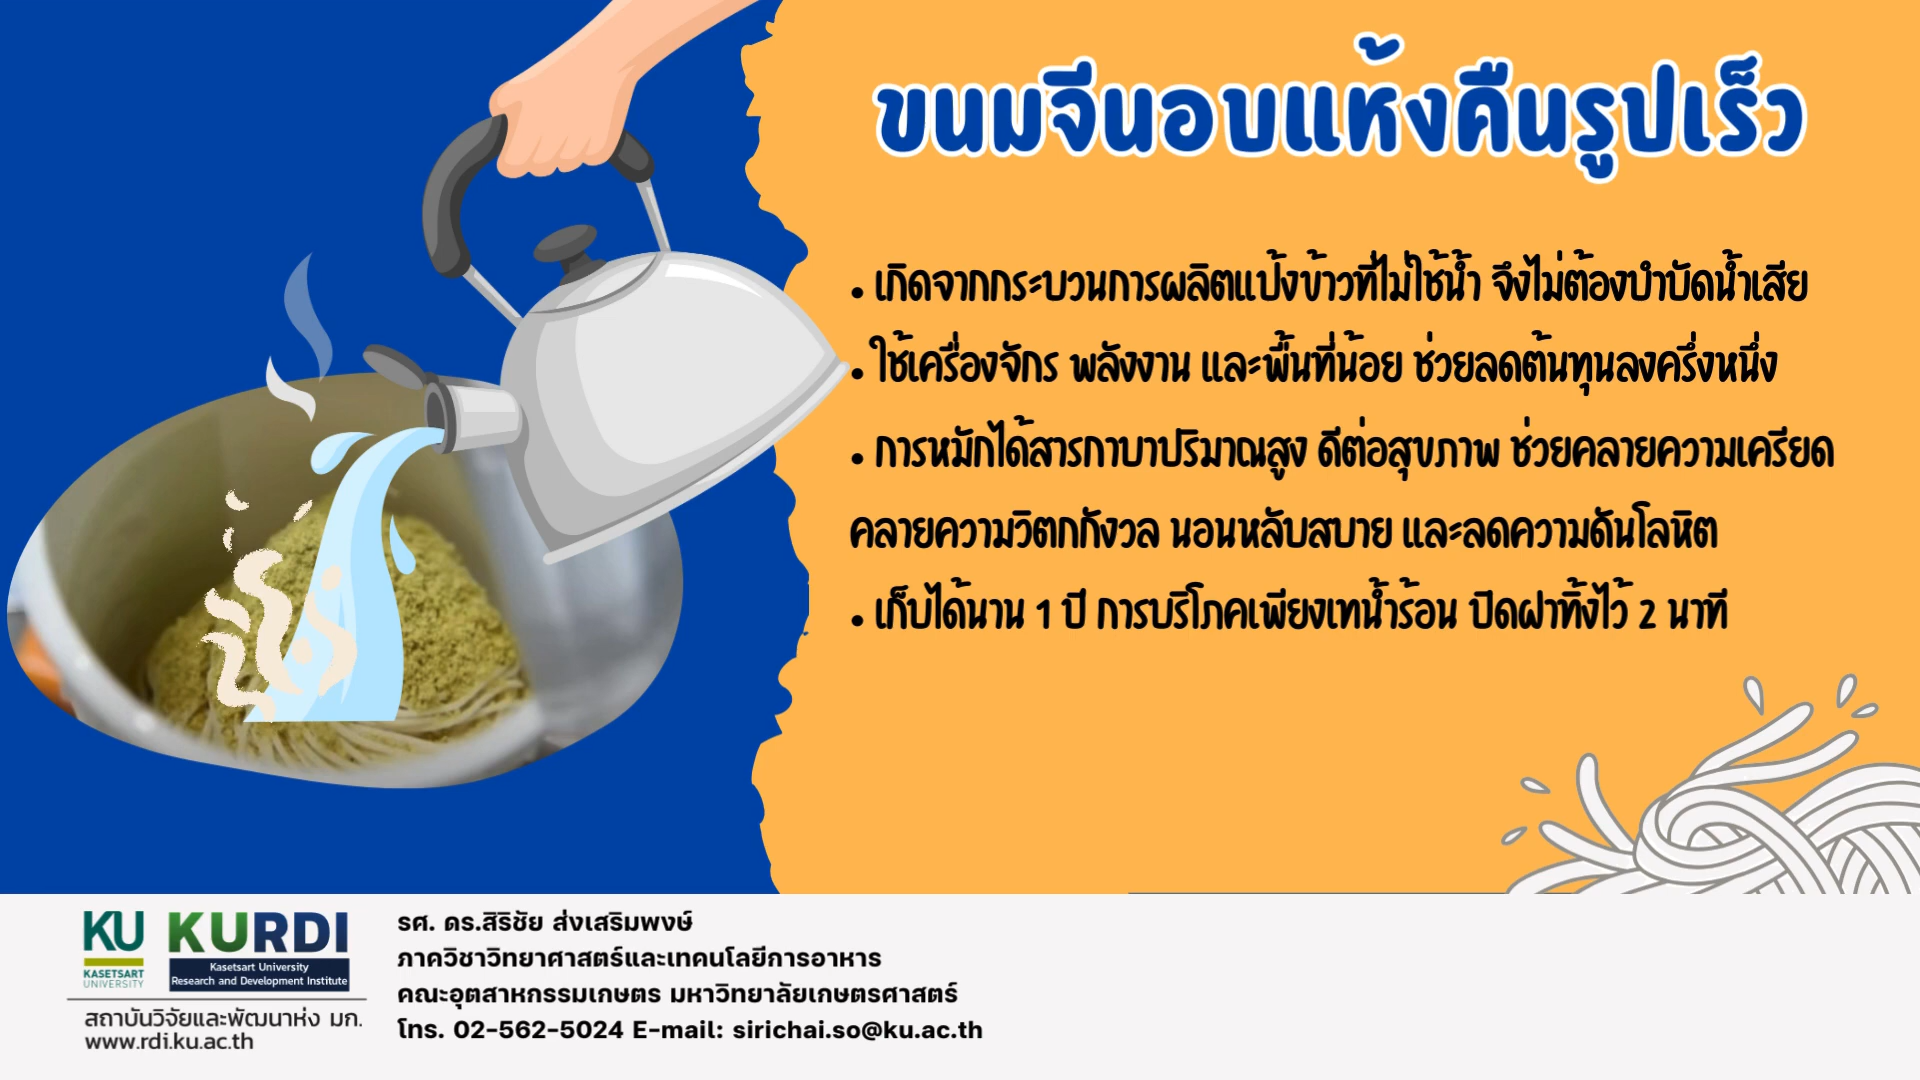 ขนมจีนอบแห้งคืนรูปเร็ว
• เกิดจากกระบวนการผลิตแป้งข้าวที่ไม่ใช้น้ำ จึงไม่ต้องบำบัดน้ำเสีย
• ใช้เครื่องจักร พลังงาน และพื้นที่น้อย ช่วยลดต้นทุนลงครึ่งหนึ่ง
• การหมักได้สารกาบาปริมาณสูง ดีต่อสุขภาพ ช่วยคลายความเครียด
คลายความวิตกกังวล นอนหลับสบาย และลดความดันโลหิต
• เก็บได้นาน 1 ปี การบริโภคเพียงเทน้ำร้อน ปิดฝาทิ้งไว้ 2 นาที
KU
KASETSART
UNIVERSITY
KURDI
Kasetsart University
Research and Development Institute
สถาบันวิจัยและพัฒนาห่ง มก.
www.rdi.ku.ac.th
รศ. ดร.สิริชัย ส่งเสริมพงษ์
ภาควิชาวิทยาศาสตร์และเทคนโลยีการอาหาร
คณะอุตสาหกรรมเกษตร มหาวิทยาลัยเกษตรศาสตร์
โทร. 02-562-5024 E-mail: sirichai.so@ku.ac.th